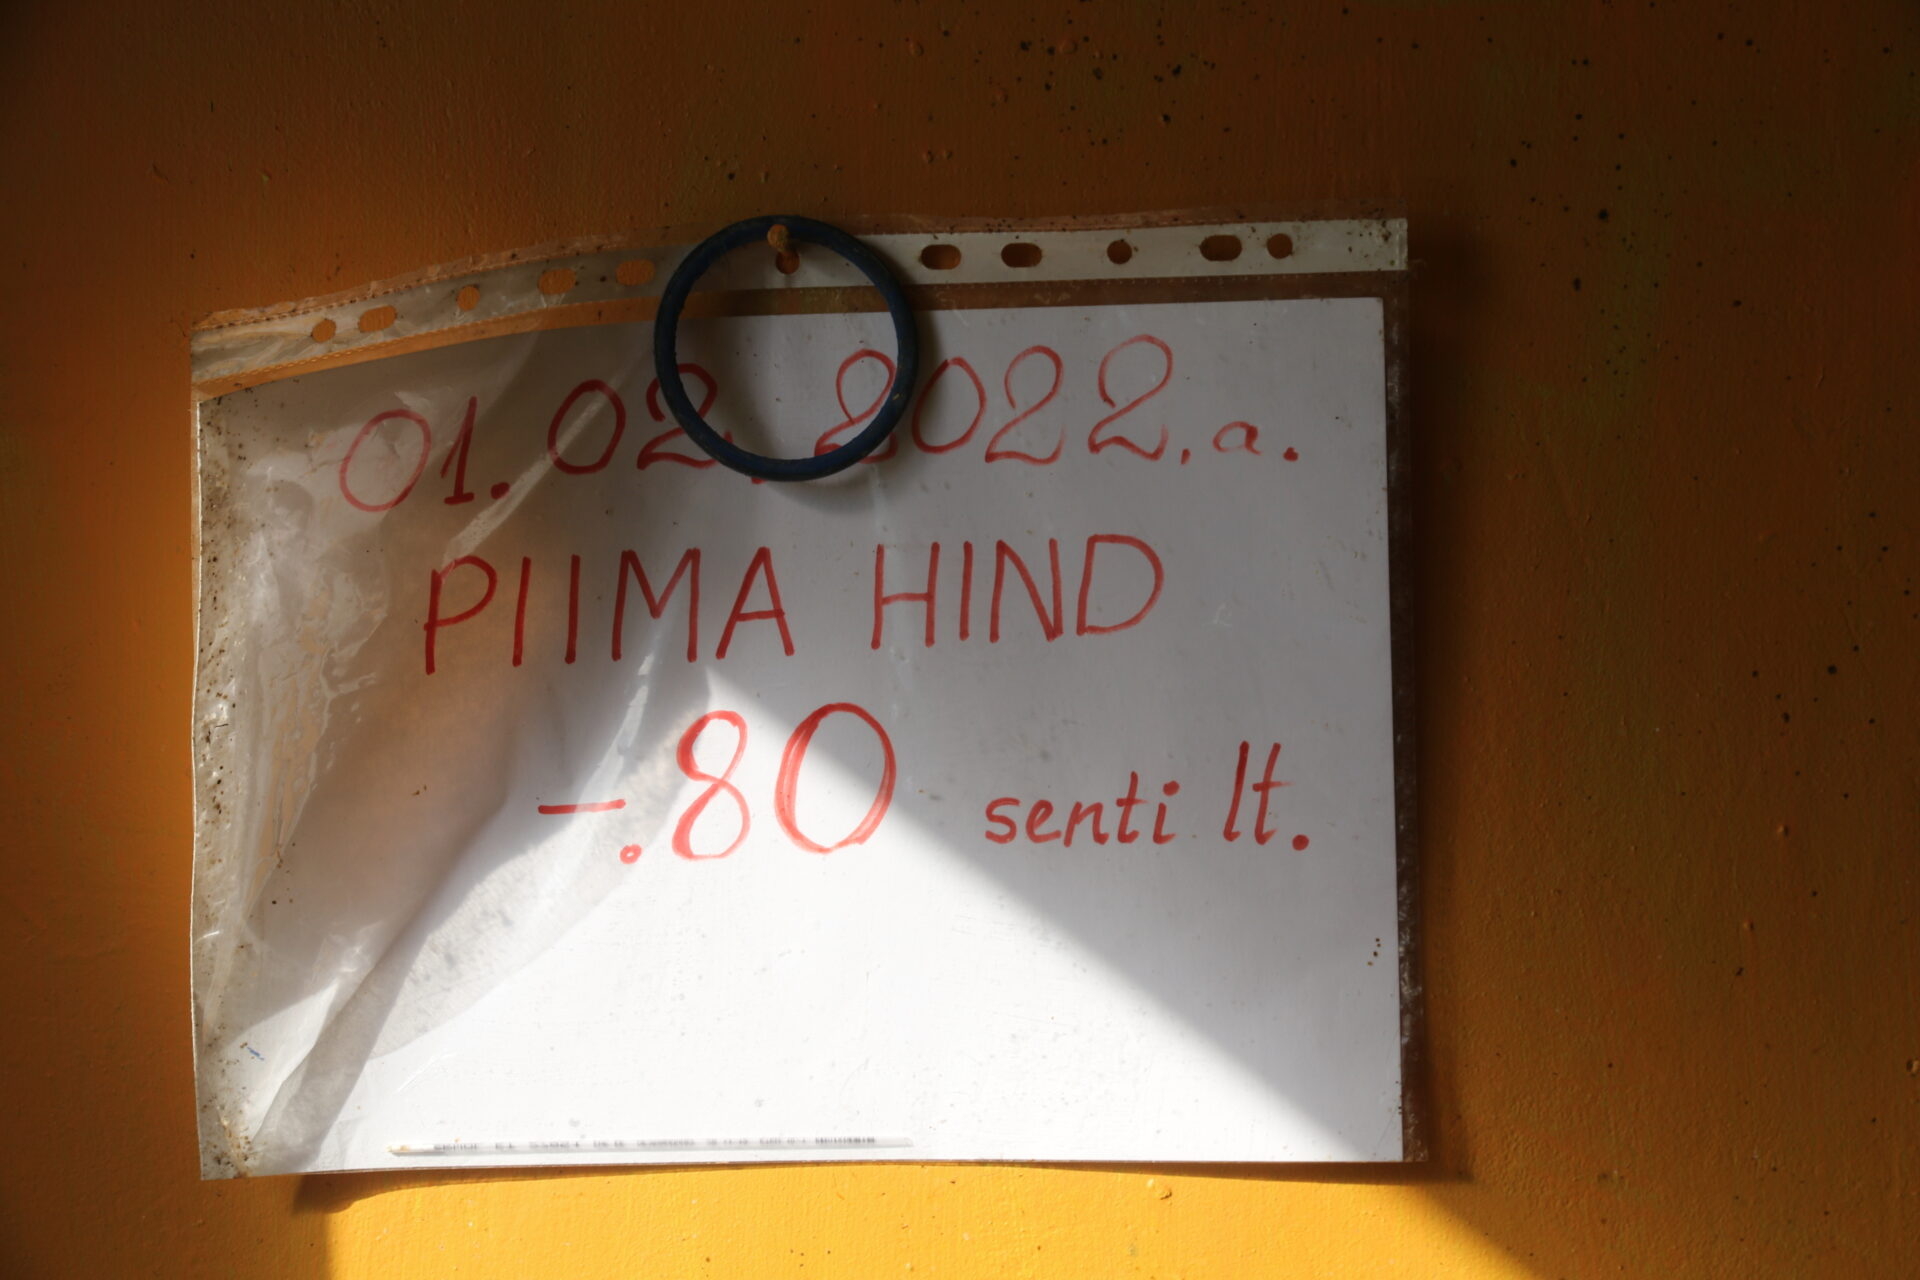 01.02.2022.a.
PIIMA HIND
-.80 senti lt.